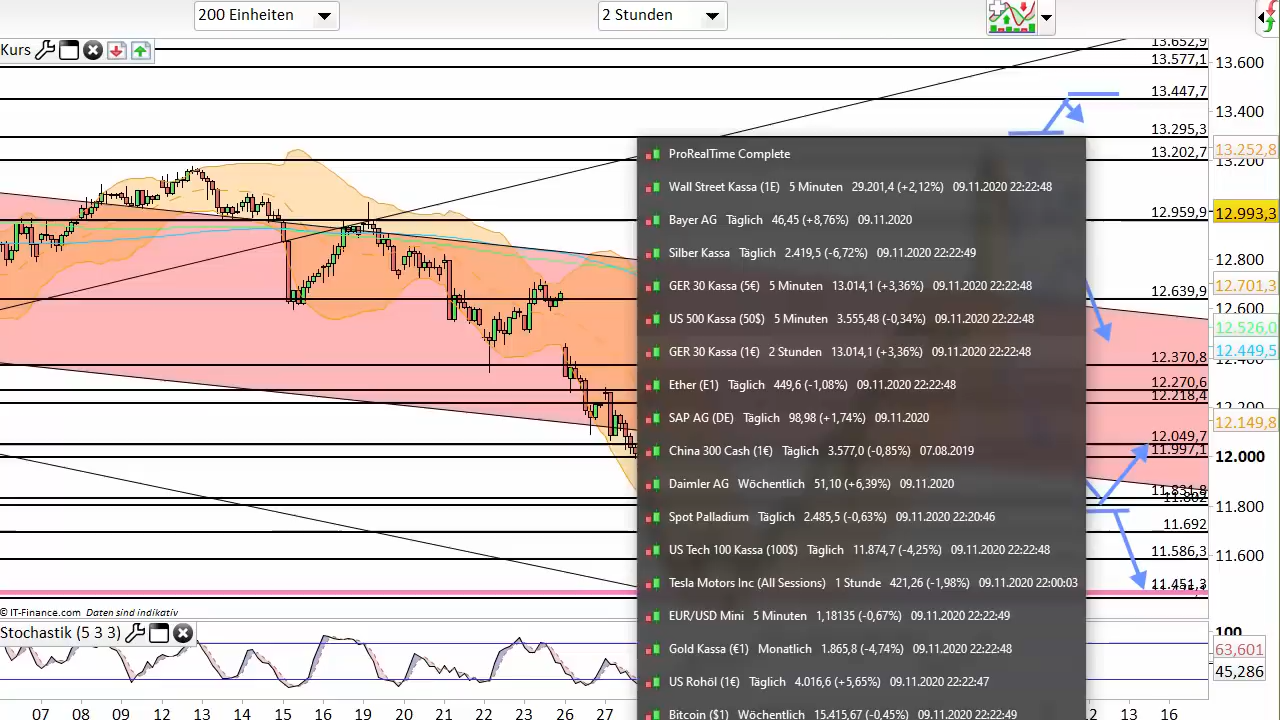 200 Einheiten
2 Stunden
Kurs
13.652,9
13.577,1
13.447,7
13.295,3
13.202,7
12.959,9
12.639,9
12.370,8
12.270,6
12.218,4
12.049,7
11.997,1
11.831,8
11.802
11.692
11.586,3
11.451,3
13.600
13.400
13.252,8
13.200
12.993,3
12.800
12.701,3
12.600
12.526,0
12.449,5
12.400
12.200
12.149,8
12.000
11.800
11.600
ProRealTime Complete
Wall Street Kassa (1E) 5 Minuten 29.201,4 (+2,12%) 09.11.2020 22:22:48
Bayer AG Täglich 46,45 (+8,76%) 09.11.2020
Silber Kassa Täglich 2.419,5 (-6,72%) 09.11.2020 22:22:49
GER 30 Kassa (5€) 5 Minuten 13.014,1 (+3,36%) 09.11.2020 22:22:48
US 500 Kassa (50$) 5 Minuten 3.555,48 (-0,34%) 09.11.2020 22:22:48
GER 30 Kassa (1€) 2 Stunden 13.014,1 (+3,36%) 09.11.2020 22:22:48
Ether (E1) Täglich 449,6 (-1,08%) 09.11.2020 22:22:48
SAP AG (DE) Täglich 98,98 (+1,74%) 09.11.2020
China 300 Cash (1€) Täglich 3.577,0 (-0,85%) 07.08.2019
Daimler AG Wöchentlich 51,10 (+6,39%) 09.11.2020
Spot Palladium Täglich 2.485,5 (-0,63%) 09.11.2020 22:20:46
US Tech 100 Kassa (100$) Täglich 11.874,7 (-4,25%) 09.11.2020 22:22:48
Tesla Motors Inc (All Sessions) 1 Stunde 421,26 (-1,98%) 09.11.2020 22:00:03
EUR/USD Mini 5 Minuten 1,18135 (-0,67%) 09.11.2020 22:22:49
Gold Kassa (€1) Monatlich 1.865,8 (-4,74%) 09.11.2020 22:22:48
US Rohöl (1€) Täglich 4.016,6 (+5,65%) 09.11.2020 22:22:47
Bitcoin ($1) Wöchentlich 15.415,67 (-0,45%) 09.11.2020 22:22:49
© IT-Finance.com Daten sind indikativ
Stochastik (5 3 3)
100
63,601
45,286
07 08 09 12 13 14 15 16 19 20 21 22 23 26 27 12 13 16